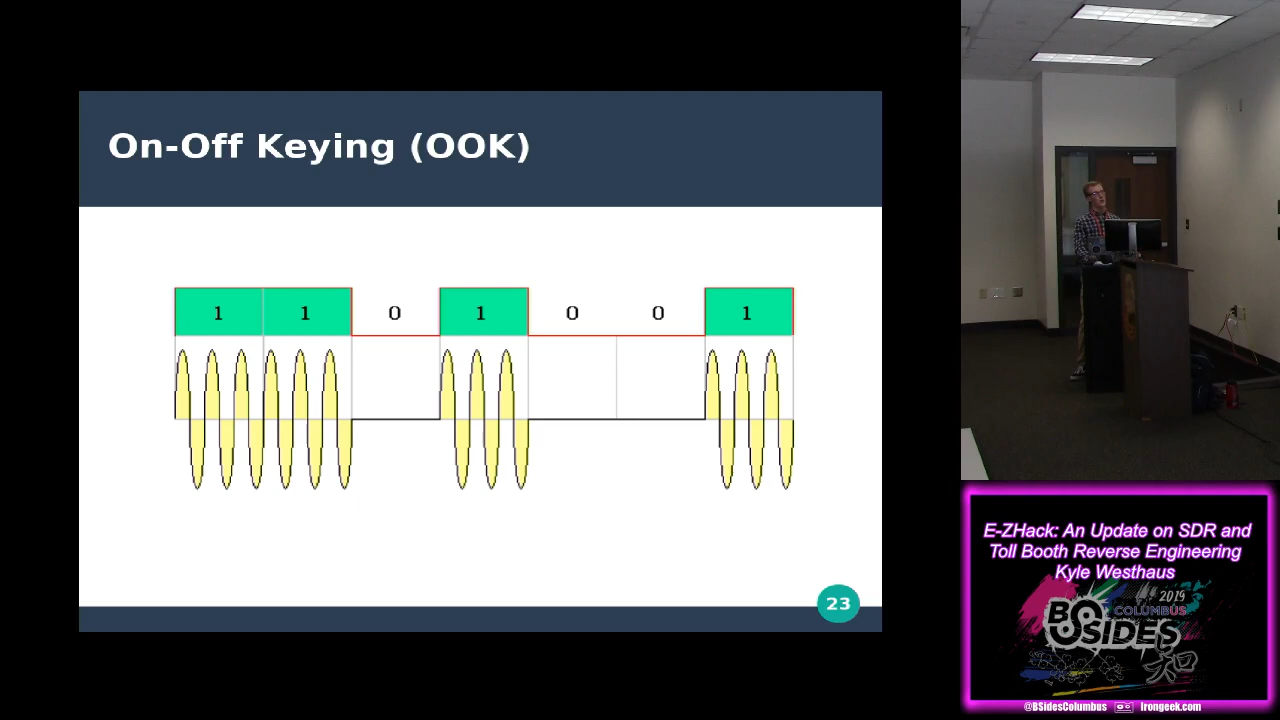 On-Off Keying (OOK)
1 1 0 1 0 0 1
23
E-ZHack: An Update on SDR and
Toll Booth Reverse Engineering
Kyle Westhaus
2019
COLUMBUS
BSIDES
知
@BSidesColumbus irongeek.com